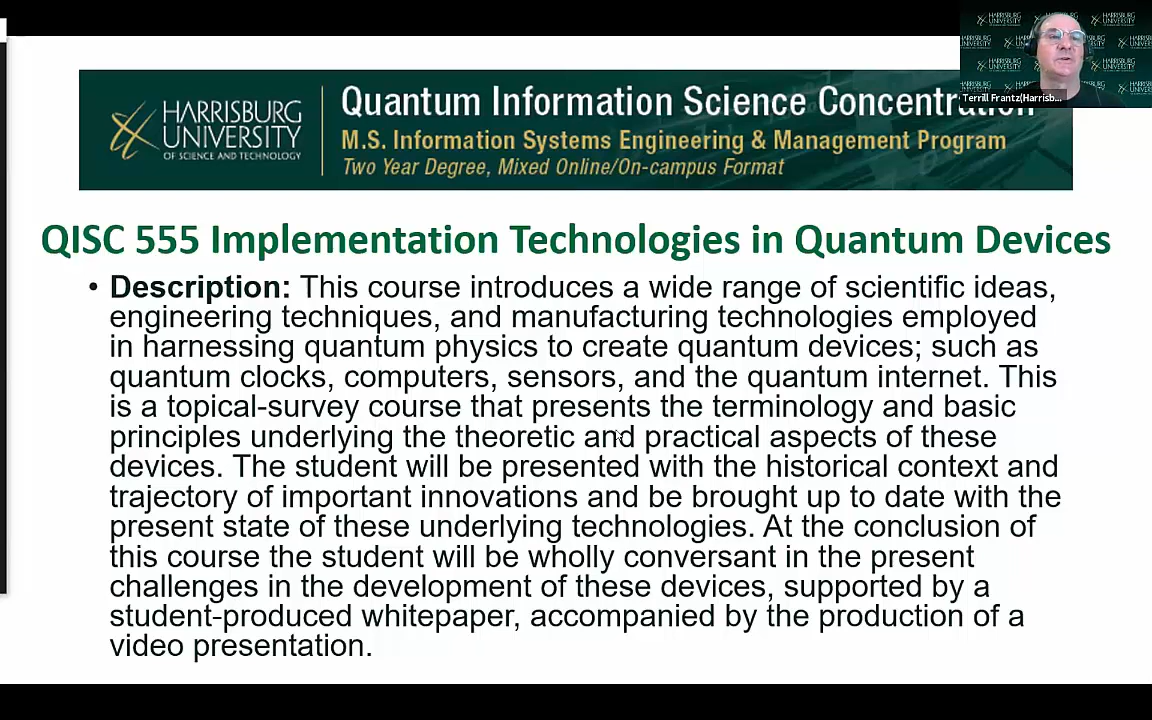 HARRISBURG
UNIVERSITY
OF SCIENCE AND TECHNOLOGY
Quantum Information Science Concentration
M.S. Information Systems Engineering & Management Program
Two Year Degree, Mixed Online/On-campus Format
HARRISBURG
UNIVERSITY
Terrill Frantz(Harrisb...
QISC 555 Implementation Technologies in Quantum Devices
• Description: This course introduces a wide range of scientific ideas,
engineering techniques, and manufacturing technologies employed
in harnessing quantum physics to create quantum devices; such as
quantum clocks, computers, sensors, and the quantum internet. This
is a topical-survey course that presents the terminology and basic
principles underlying the theoretic and practical aspects of these
devices. The student will be presented with the historical context and
trajectory of important innovations and be brought up to date with the
present state of these underlying technologies. At the conclusion of
this course the student will be wholly conversant in the present
challenges in the development of these devices, supported by a
student-produced whitepaper, accompanied by the production of a
video presentation.